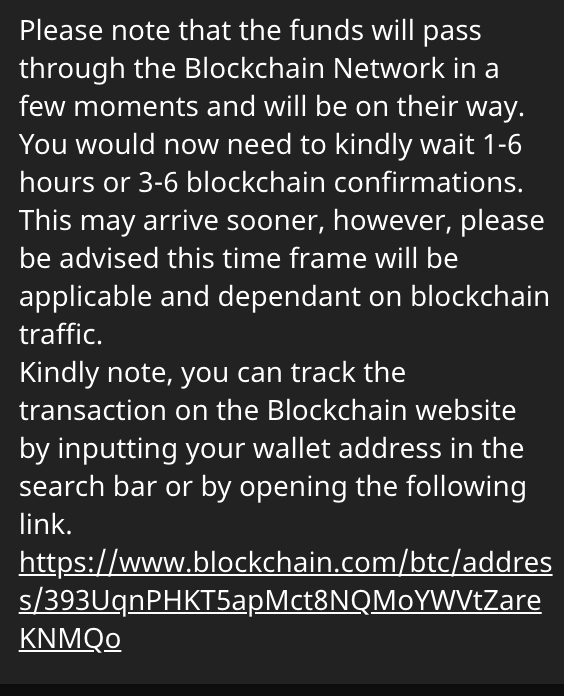 Please note that the funds will pass
through the Blockchain Network in a
few moments and will be on their way.
You would now need to kindly wait 1-6
hours or 3-6 blockchain confirmations.
This may arrive sooner, however, please
be advised this time frame will be
applicable and dependant on blockchain
traffic.
Kindly note, you can track the
transaction on the Blockchain website
by inputting your wallet address in the
search bar or by opening the following
link.
https://www.blockchain.com/btc/addres
s/393UqnPHKT5apMct8NQMoYWVtZare
KNMQo